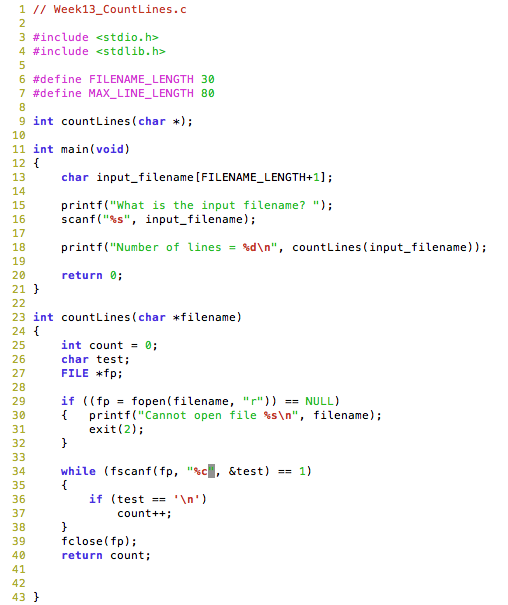 1 // Week13_CountLines.c
2
3 #include <stdio.h>
4 #include <stdlib.h>
5
6 #define FILENAME_LENGTH 30
7 #define MAX_LINE_LENGTH 80
8
9 int countLines(char *);
10
11 int main(void)
12 {
13     char input_filename[FILENAME_LENGTH+1];
14
15     printf("What is the input filename? ");
16     scanf("%s", input_filename);
17
18     printf("Number of lines = %d\n", countLines(input_filename));
19
20     return 0;
21 }
22
23 int countLines(char *filename)
24 {
25     int count = 0;
26     char test;
27     FILE *fp;
28
29     if ((fp = fopen(filename, "r")) == NULL)
30     {   printf("Cannot open file %s\n", filename);
31         exit(2);
32     }
33
34     while (fscanf(fp, "%c", &test) == 1)
35     {
36         if (test == '\n')
37             count++;
38     }
39     fclose(fp);
40     return count;
41
42
43 }